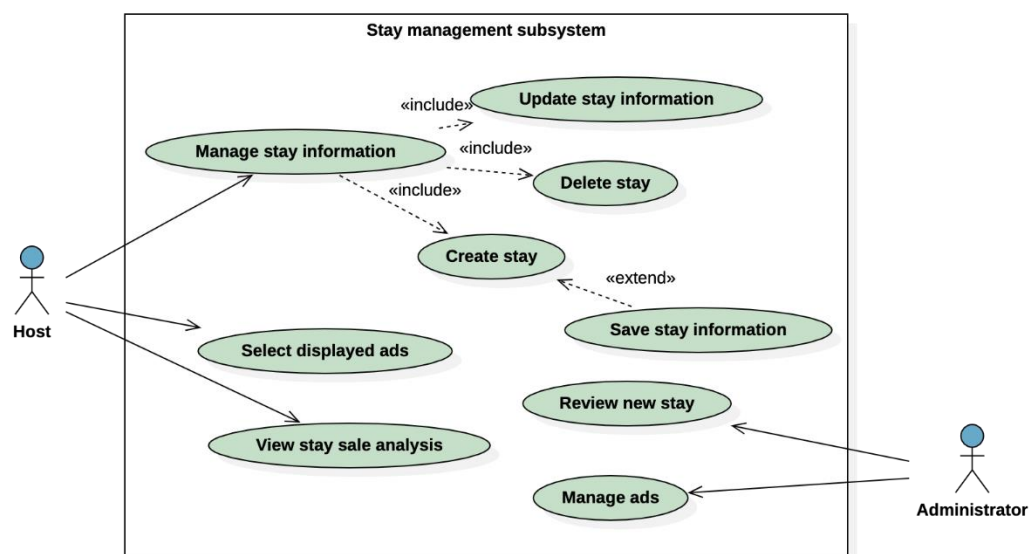 Stay management subsystem
Update stay information
«include»
Manage stay information
«include»
Delete stay
«include»
Create stay
«extend»
Host
Save stay information
Select displayed ads
Review new stay
View stay sale analysis
Manage ads
Administrator